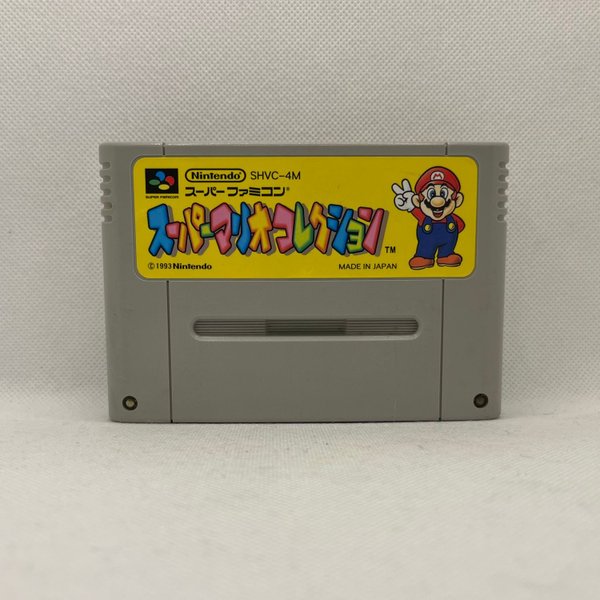 Nintendo SHVC-4M
SUPER FAMICOM
スーパーファミコン®
スーパーマリオコレクション TM
©1993 Nintendo
MADE IN JAPAN